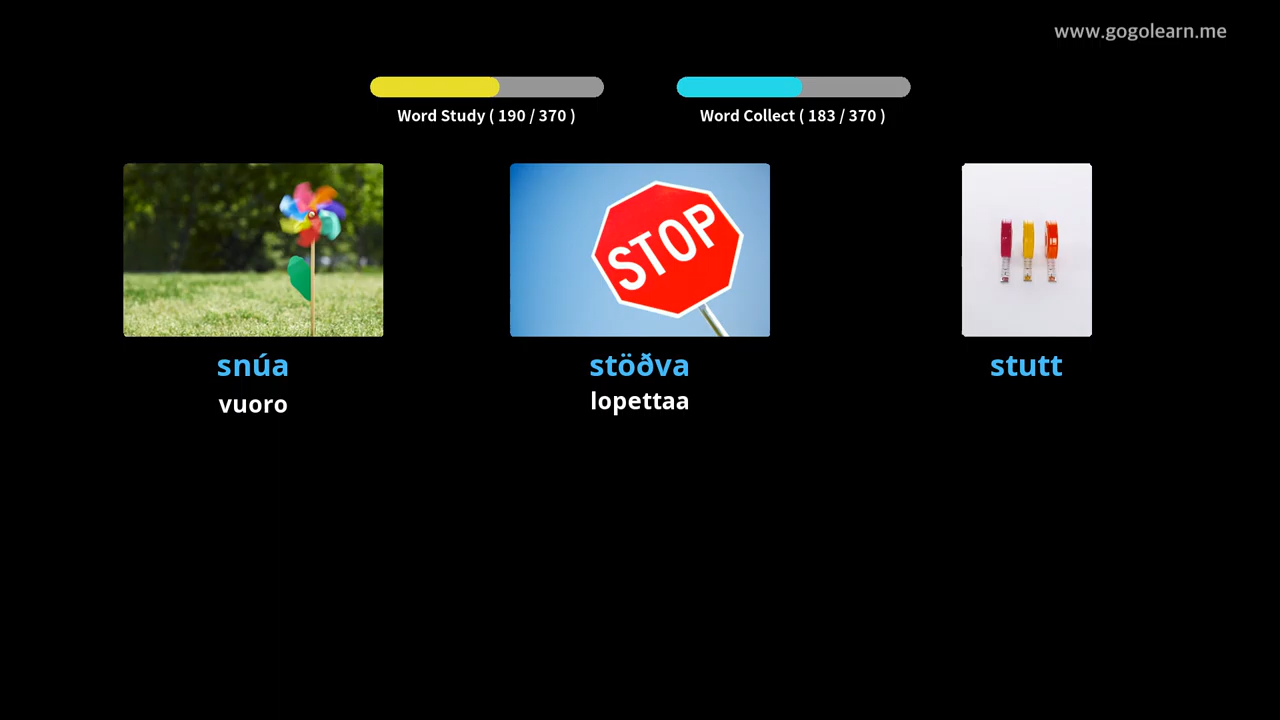 www.gogolearn.me
Word Study ( 190 / 370 )
Word Collect ( 183 / 370 )
STOP
snúa
stöðva
stutt
vuoro
lopettaa